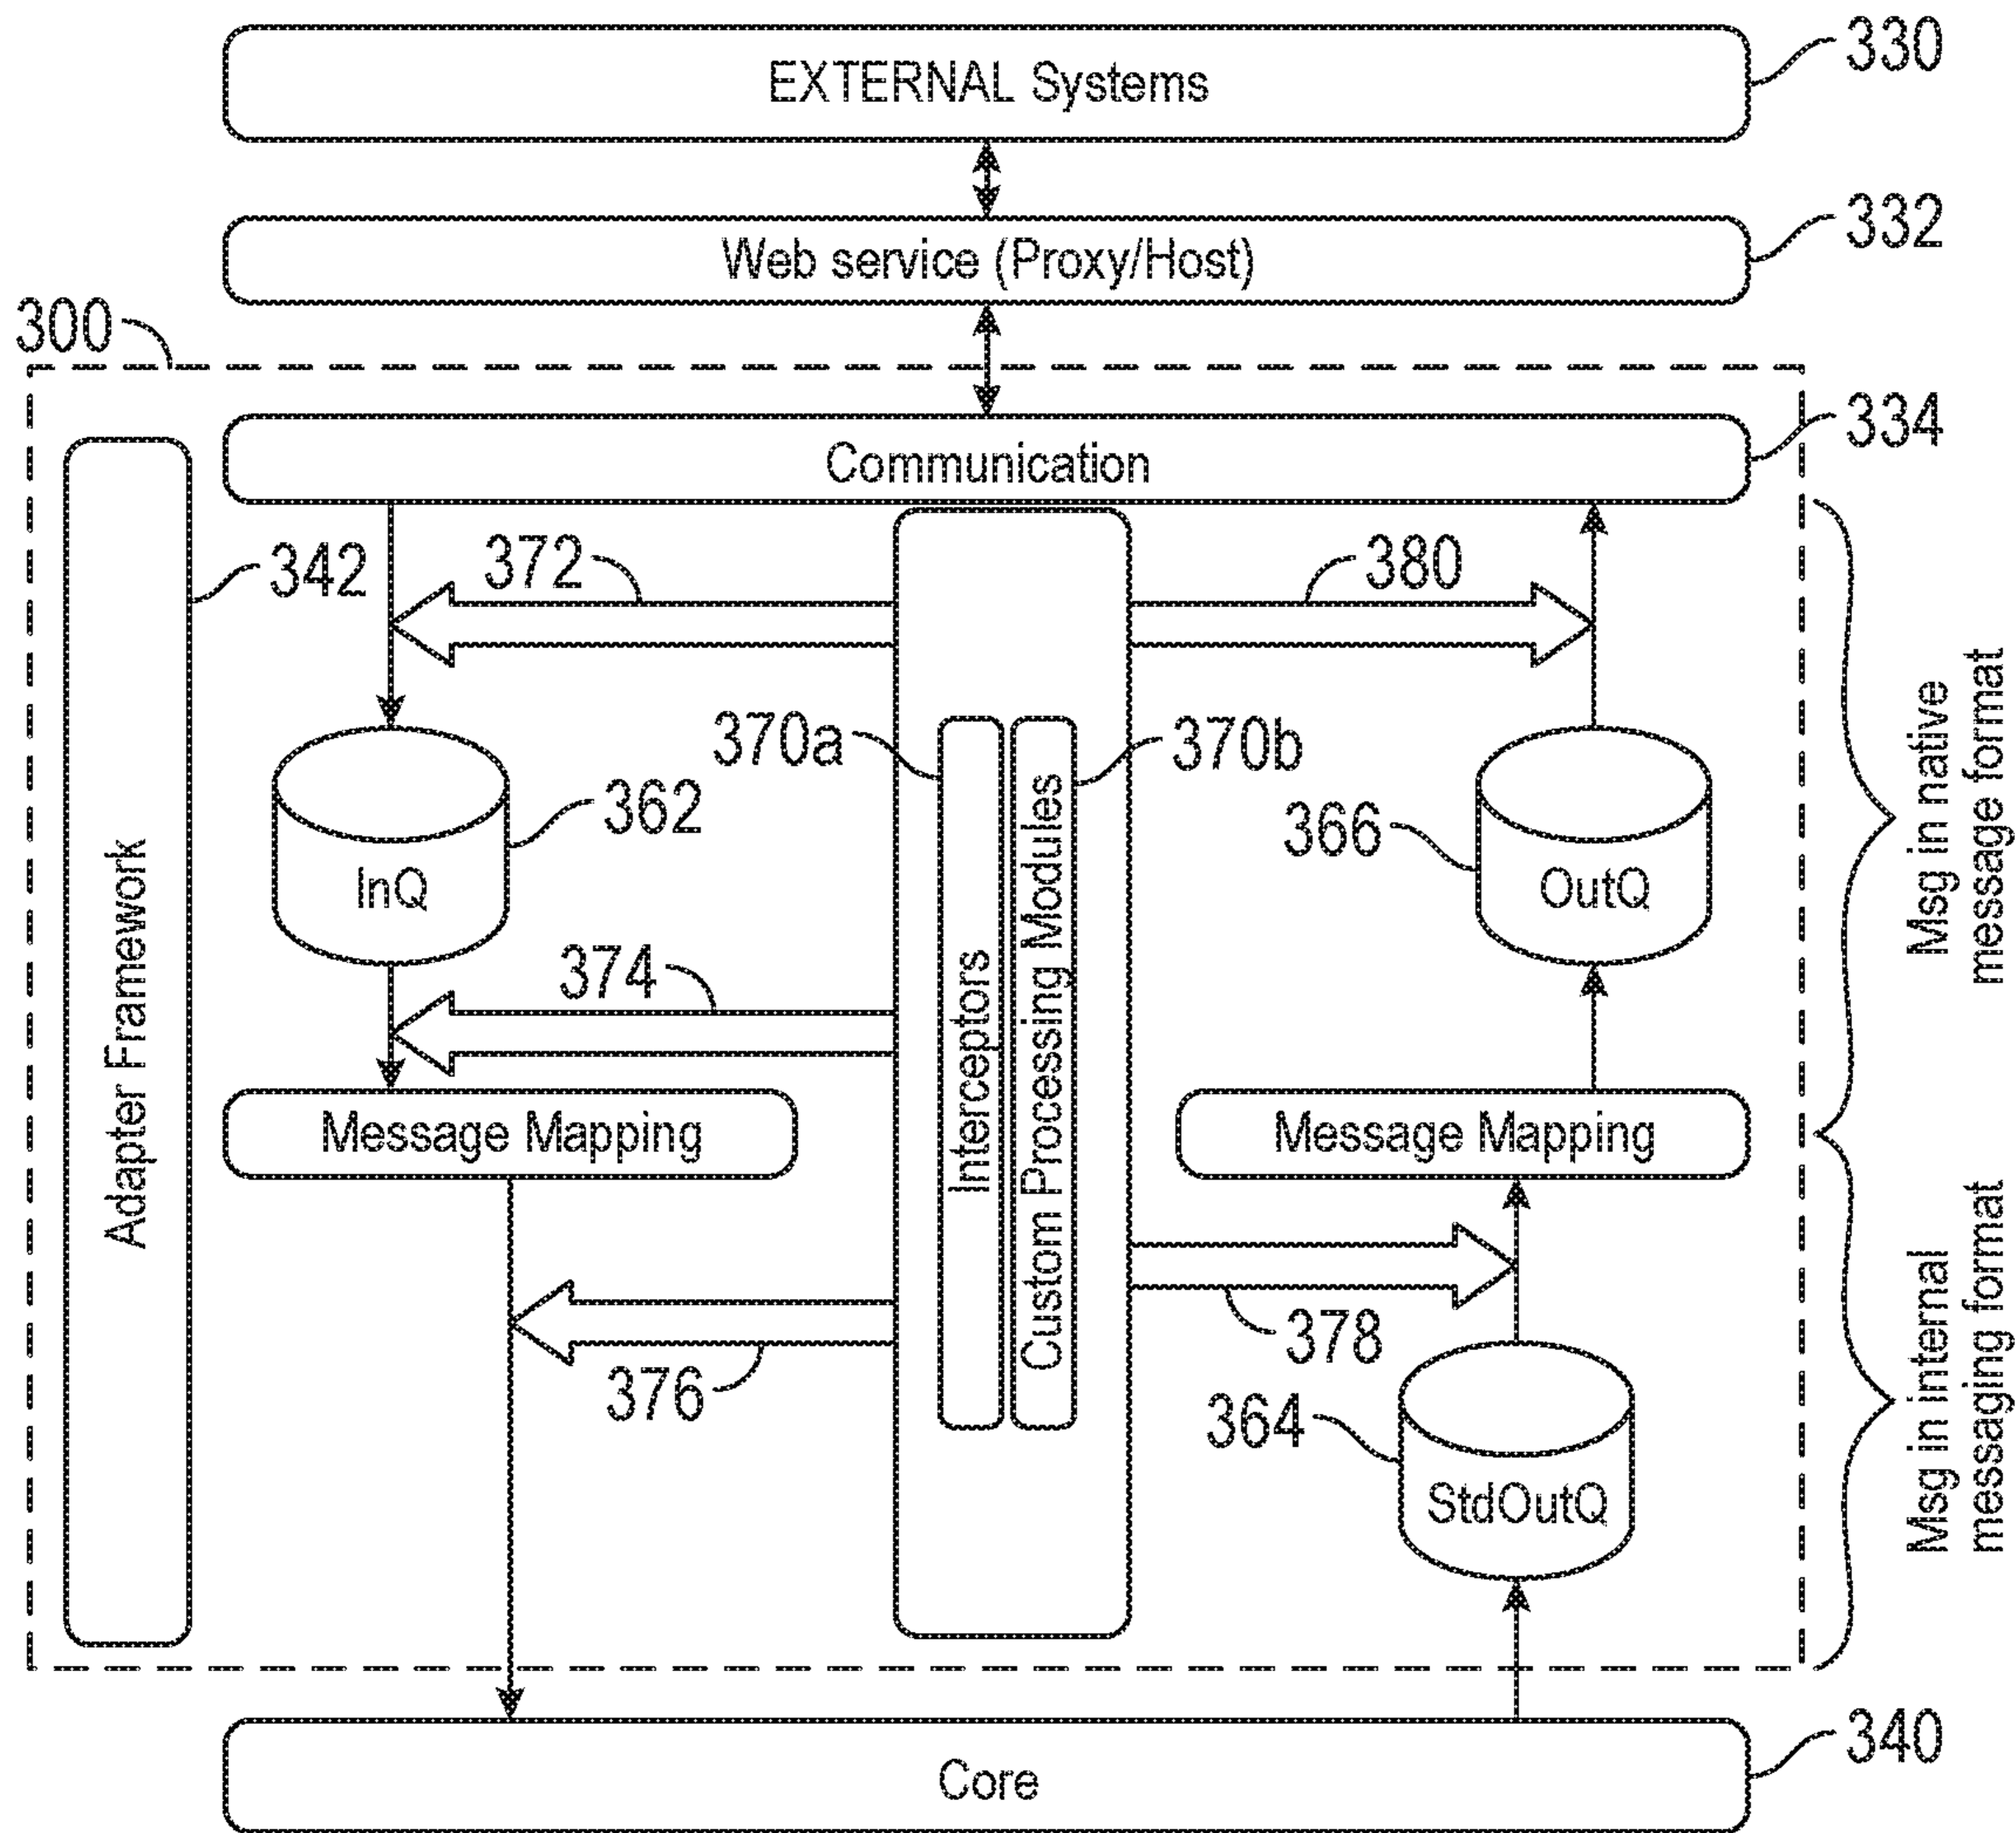 330
EXTERNAL Systems
332
Web service (Proxy/Host)
300
334
Communication
342
372
380
370a
370b
362
InQ
366
OutQ
Adapter Framework
Interceptors
Custom Processing Modules
Msg in native
message format
374
Message Mapping
Message Mapping
376
378
364
StdOutQ
Msg in internal
messaging format
340
Core